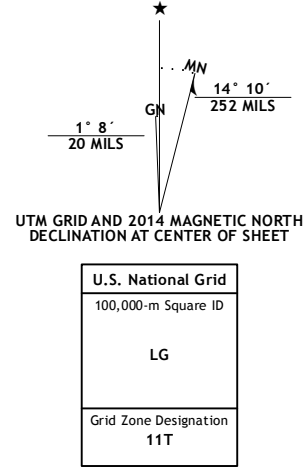 ★
MN
GN
14° 10´
252 MILS
1° 8´
20 MILS
UTM GRID AND 2014 MAGNETIC NORTH
DECLINATION AT CENTER OF SHEET
U.S. National Grid
100,000-m Square ID
LG
Grid Zone Designation
11T